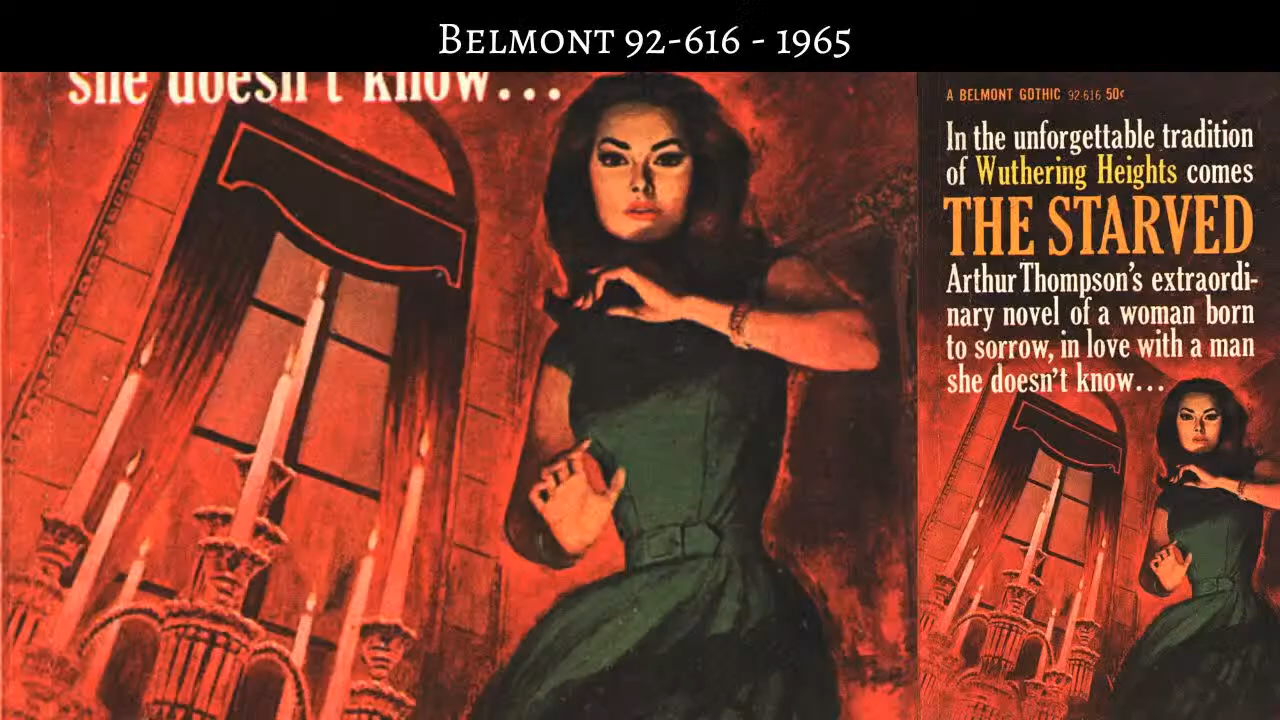 Belmont 92-616 - 1965
she doesn't know...
A BELMONT GOTHIC 92-616 50¢
In the unforgettable tradition
of Wuthering Heights comes
THE STARVED
Arthur Thompson's extraordi-
nary novel of a woman born
to sorrow, in love with a man
she doesn't know...